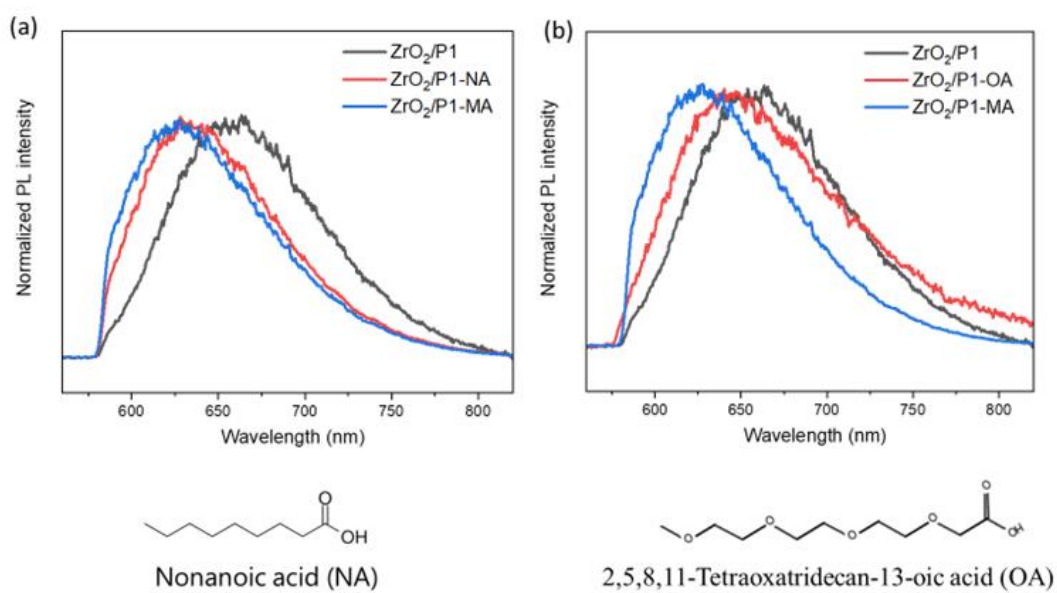 (a)
ZrO₂/P1
ZrO₂/P1-NA
ZrO₂/P1-MA
Normalized PL intensity
600
650
700
750
800
Wavelength (nm)
(b)
ZrO₂/P1
ZrO₂/P1-OA
ZrO₂/P1-MA
Normalized PL intensity
600
650
700
750
800
Wavelength (nm)
O
OH
Nonanoic acid (NA)
O
O
O
O
O
OH
2,5,8,11-Tetraoxatridecan-13-oic acid (OA)